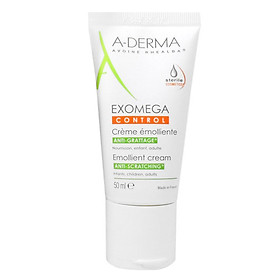 A-DERMA
AVOINE RHEALBA®
sterile
COSMETICS
EXOMEGA
CONTROL
Crème émolliente
ANTI-GRATTAGE*
Nourrisson, enfant, adulte
Emollient cream
ANTI-SCRATCHING*
Infants, children, adults
50 ml e
Made in France